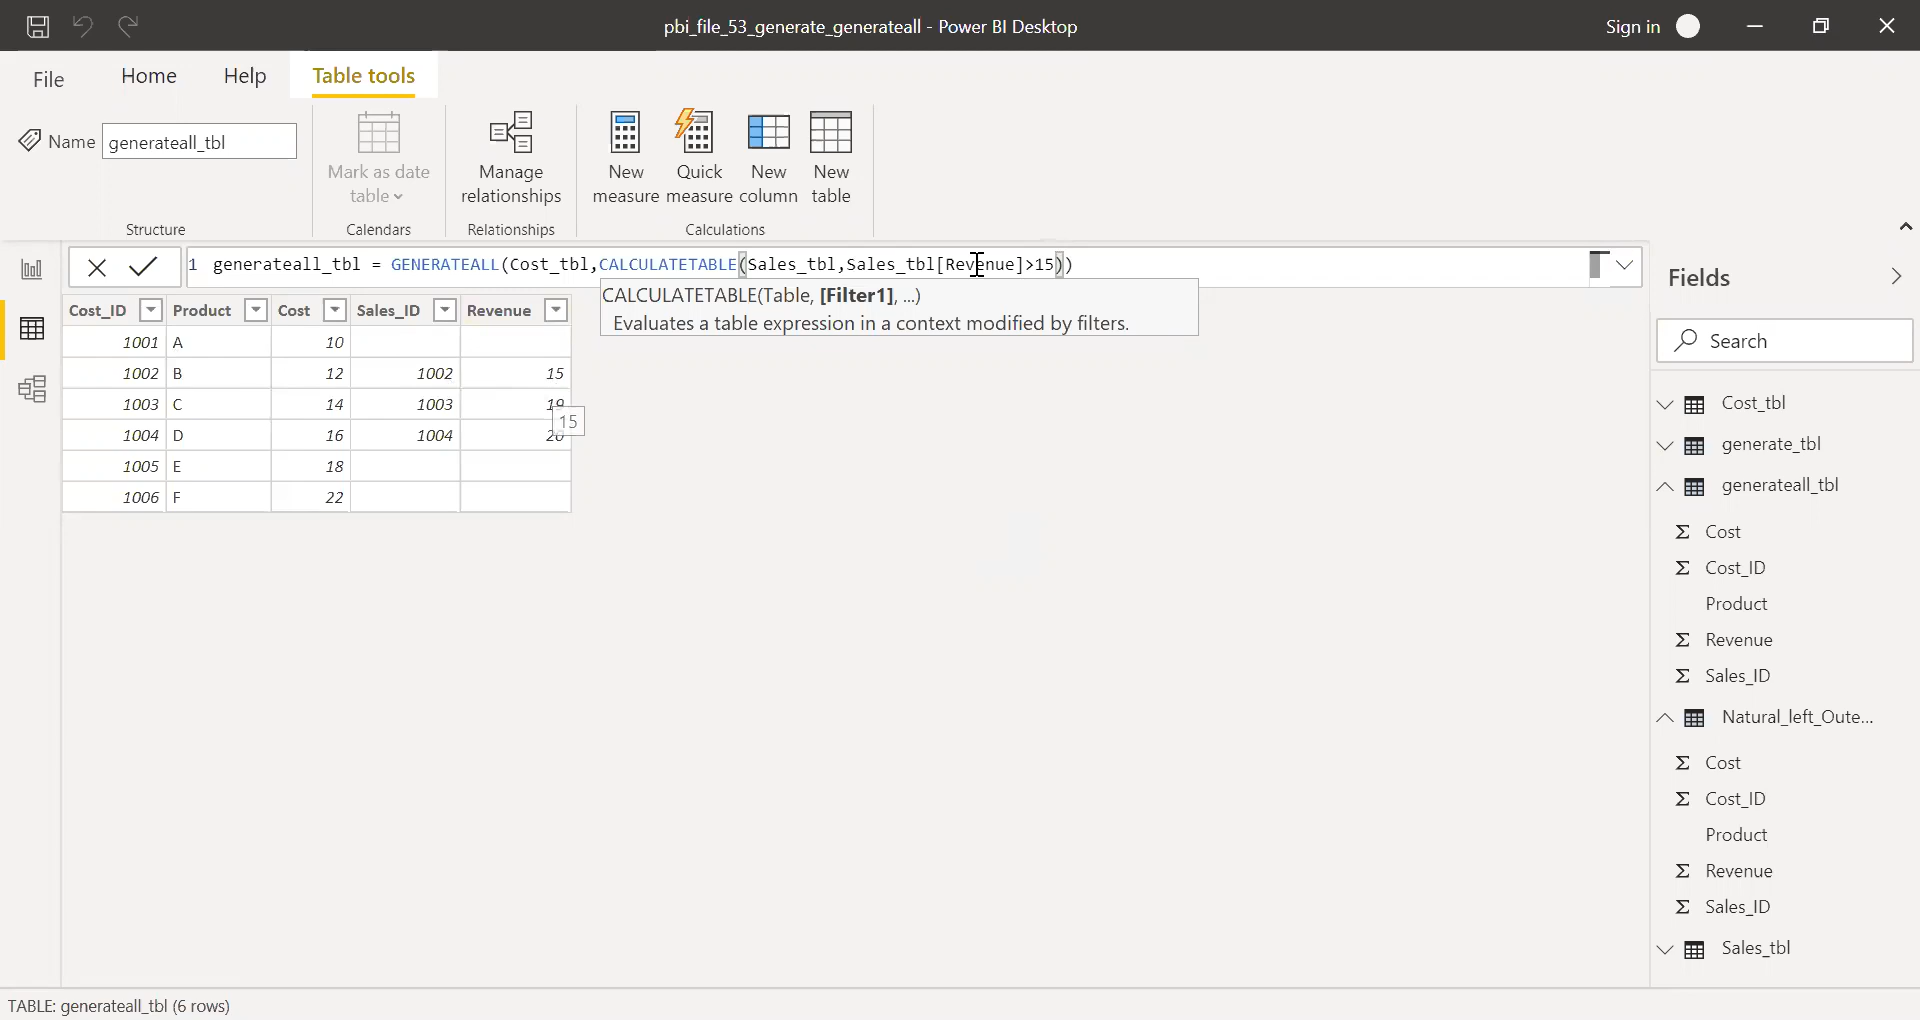 pbi_file_53_generate_generateall - Power BI Desktop
Sign in
File
Home
Help
Table tools
Name
generateall_tbl
Mark as date
table
Manage
relationships
New
measure
Quick
measure
New
column
New
table
Structure
Calendars
Relationships
Calculations
1 generateall_tbl = GENERATEALL(Cost_tbl,CALCULATETABLE(Sales_tbl,Sales_tbl[Revenue]>15))
CALCULATETABLE(Table, [Filter1], ...)
Evaluates a table expression in a context modified by filters.
Cost_ID Product Cost Sales_ID Revenue
1001 A 10
1002 B 12 1002 15
1003 C 14 1003 19
15
1004 D 16 1004 20
1005 E 18
1006 F 22
Fields
Search
Cost_tbl
generate_tbl
generateall_tbl
Σ Cost
Σ Cost_ID
Product
Σ Revenue
Σ Sales_ID
Natural_left_Oute...
Σ Cost
Σ Cost_ID
Product
Σ Revenue
Σ Sales_ID
Sales_tbl
TABLE: generateall_tbl (6 rows)